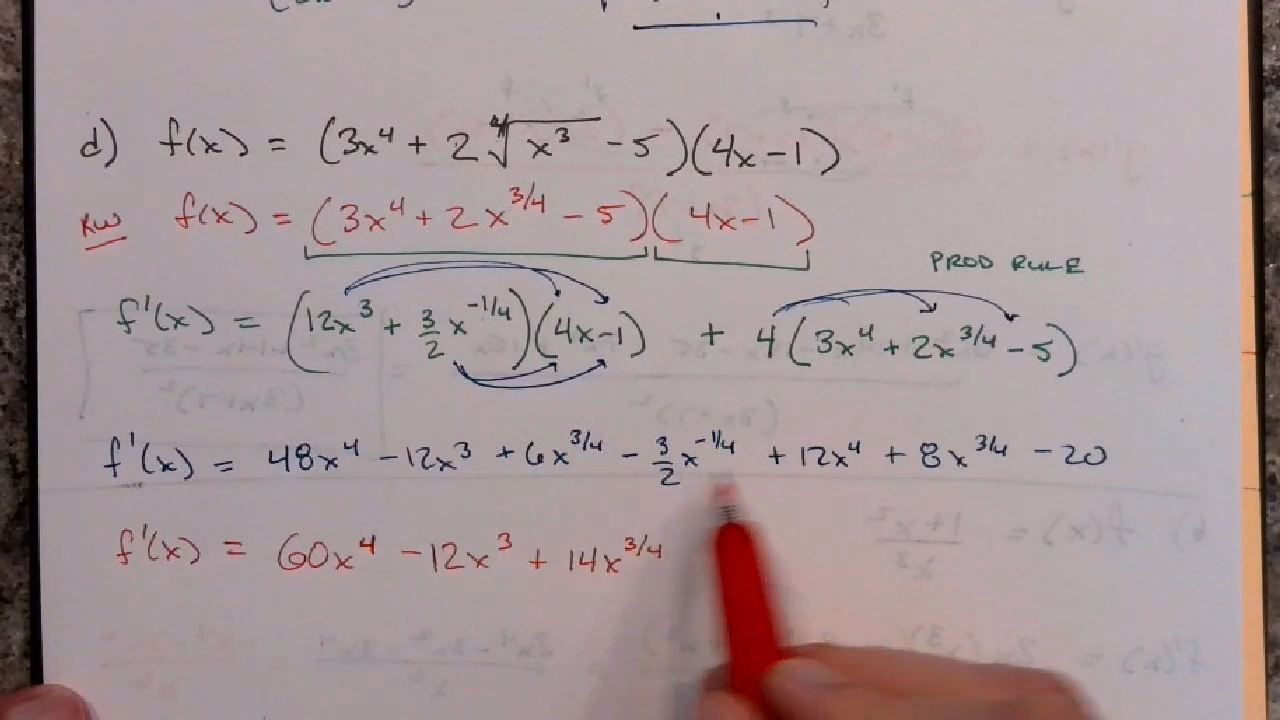 d) f(x) = (3x⁴ + 2∜x³ - 5)(4x-1)
RW f(x) = (3x⁴ + 2x^3/4 - 5)(4x-1)
PROD RULE
f'(x) = (12x³ + 3/2 x^-1/4)(4x-1) + 4(3x⁴ + 2x^3/4 - 5)
f'(x) = 48x⁴ - 12x³ + 6x^3/4 - 3/2 x^-1/4 + 12x⁴ + 8x^3/4 - 20
f'(x) = 60x⁴ - 12x³ + 14x^3/4